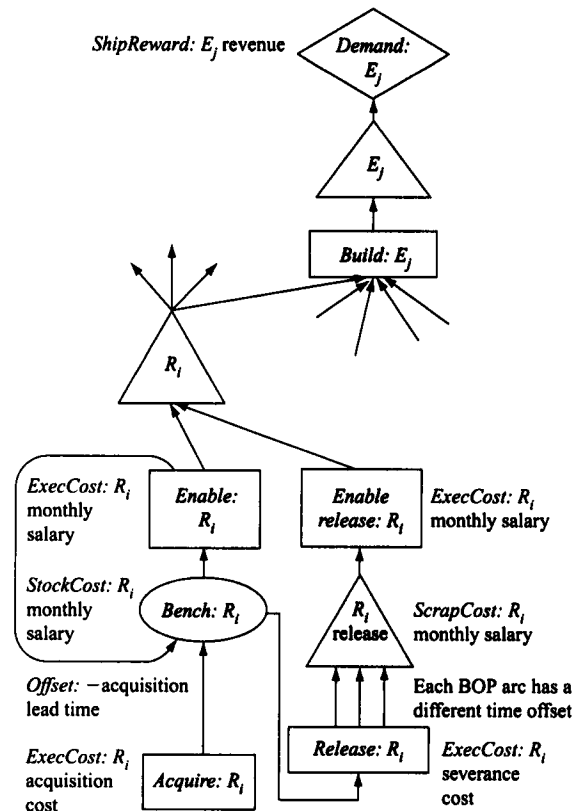 ShipReward: E_j revenue
Demand:
E_j
E_j
Build: E_j
R_i
ExecCost: R_i
monthly
salary
Enable:
R_i
Enable
release: R_i
ExecCost: R_i
monthly salary
StockCost: R_i
monthly
salary
Bench: R_i
R_i
release
ScrapCost: R_i
monthly salary
Offset: –acquisition
lead time
Each BOP arc has a
different time offset
ExecCost: R_i
acquisition
cost
Acquire: R_i
Release: R_i
ExecCost: R_i
severance
cost